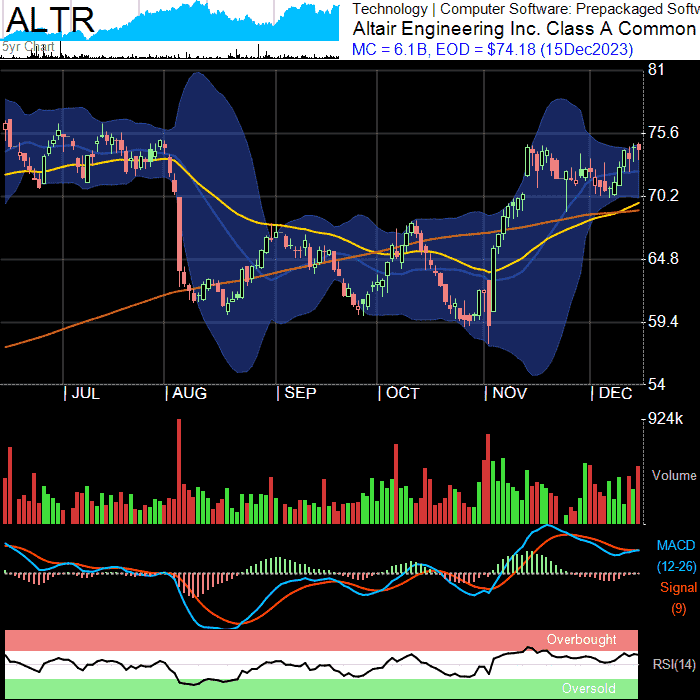 ALTR
5yr Chart
Technology | Computer Software: Prepackaged Softw
Altair Engineering Inc. Class A Common
MC = 6.1B, EOD = $74.18 (15Dec2023)
81
75.6
70.2
64.8
59.4
54
| JUL | AUG | SEP | OCT | NOV | DEC
924k
Volume
MACD
(12-26)
Signal
(9)
Overbought
RSI(14)
Oversold